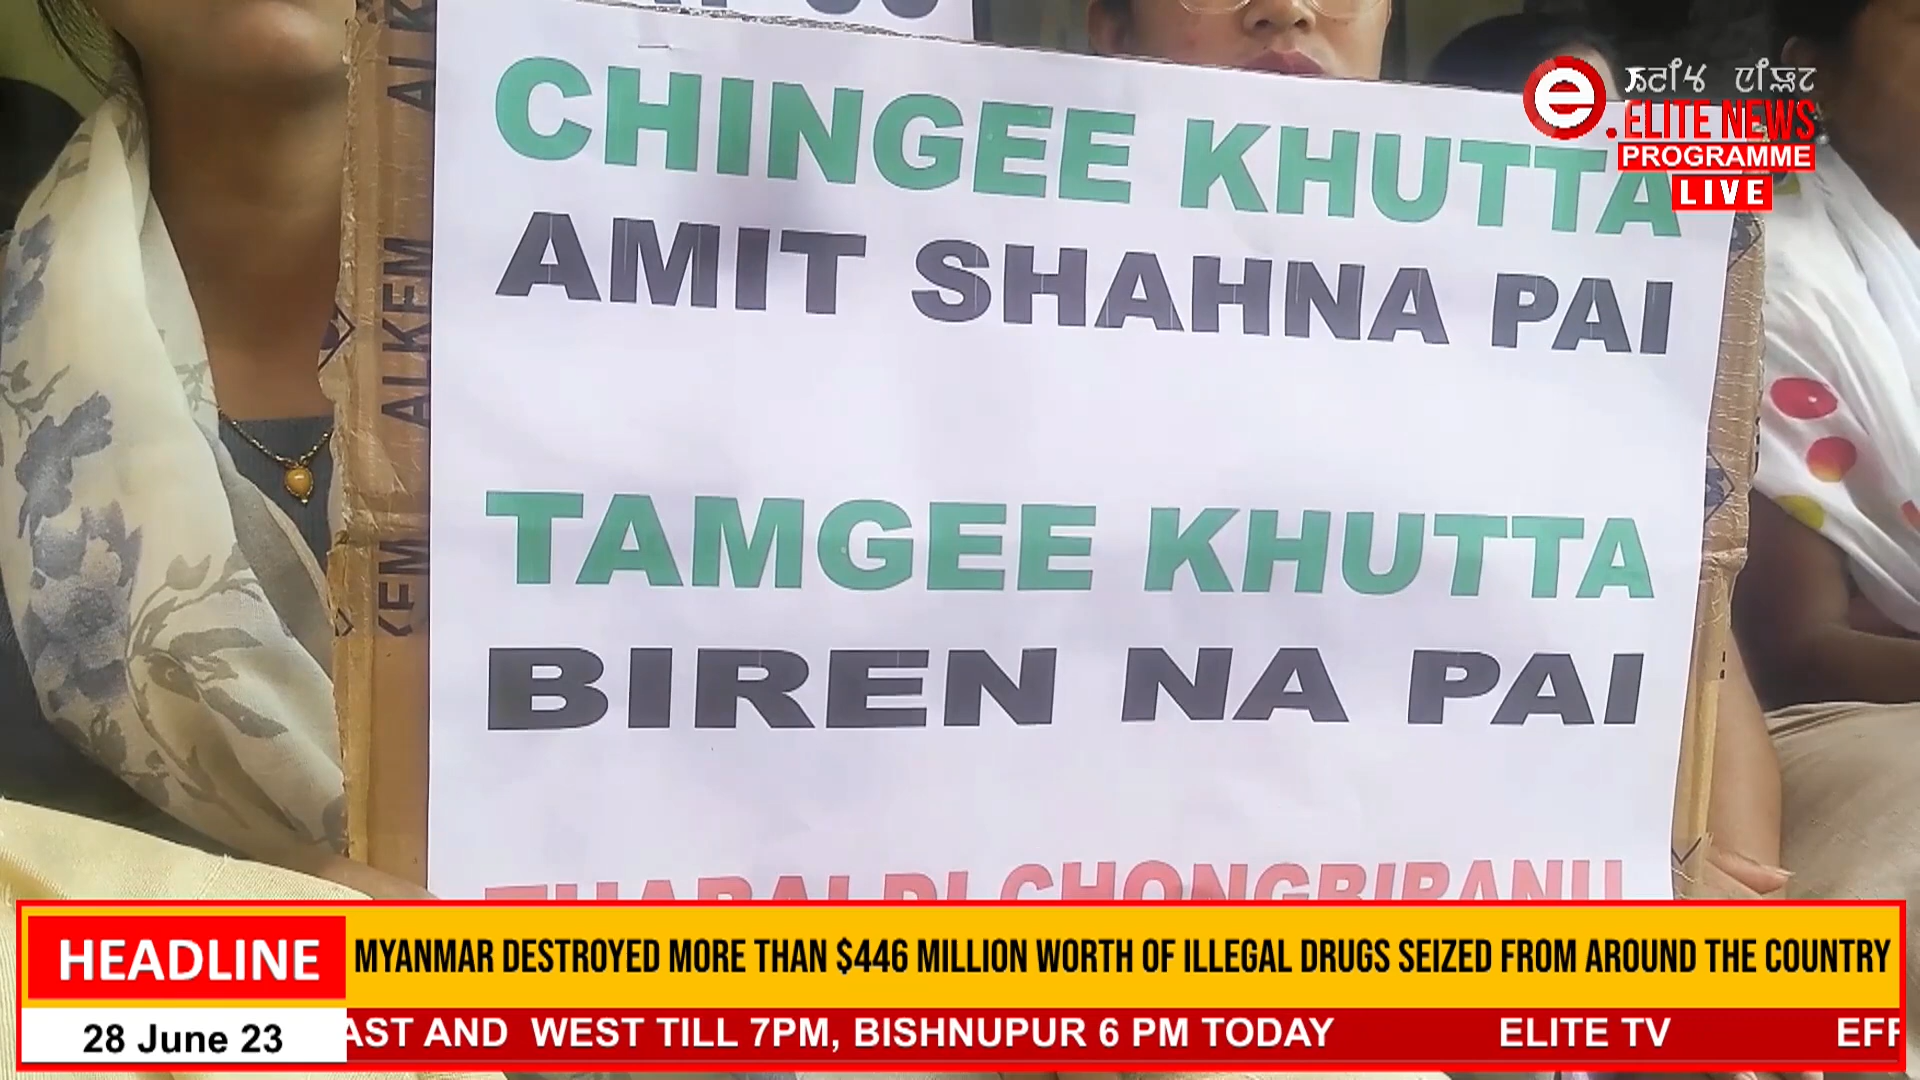 CHINGEE KHUTTA
AMIT SHAHNA PAI
TAMGEE KHUTTA
BIREN NA PAI
ALKEM
e.
ELITE NEWS
PROGRAMME
LIVE
HEADLINE
MYANMAR DESTROYED MORE THAN $446 MILLION WORTH OF ILLEGAL DRUGS SEIZED FROM AROUND THE COUNTRY
28 June 23
AST AND WEST TILL 7PM, BISHNUPUR 6 PM TODAY ELITE TV